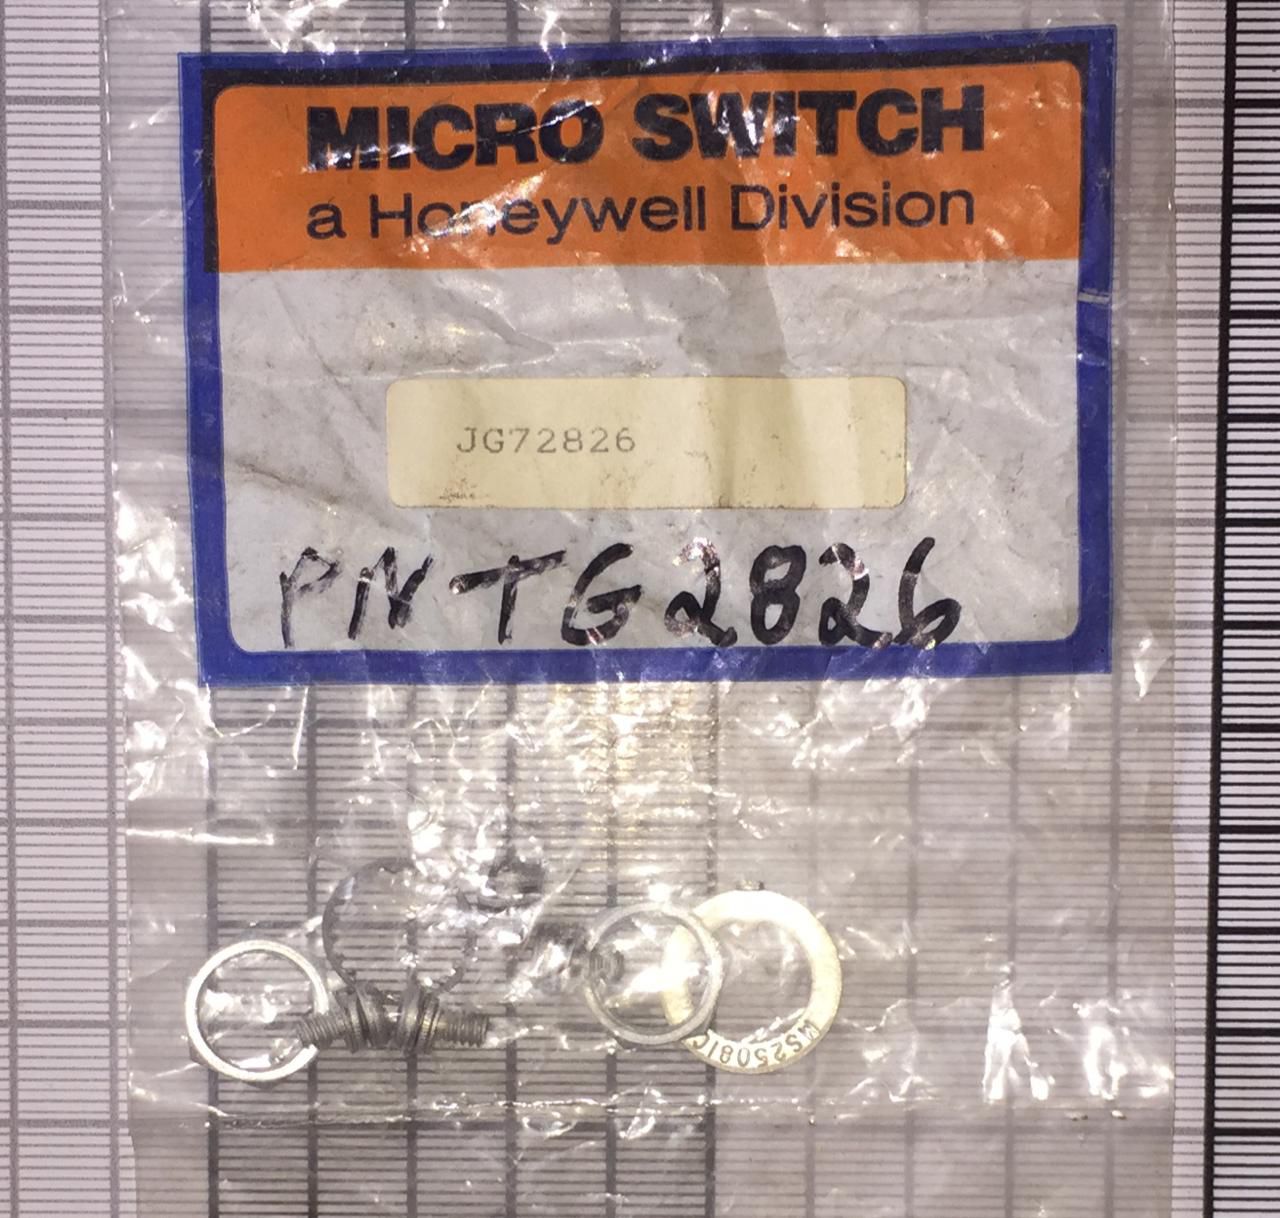 MICRO SWITCH
a Honeywell Division
JG72826
PN TG2826
MS25081C